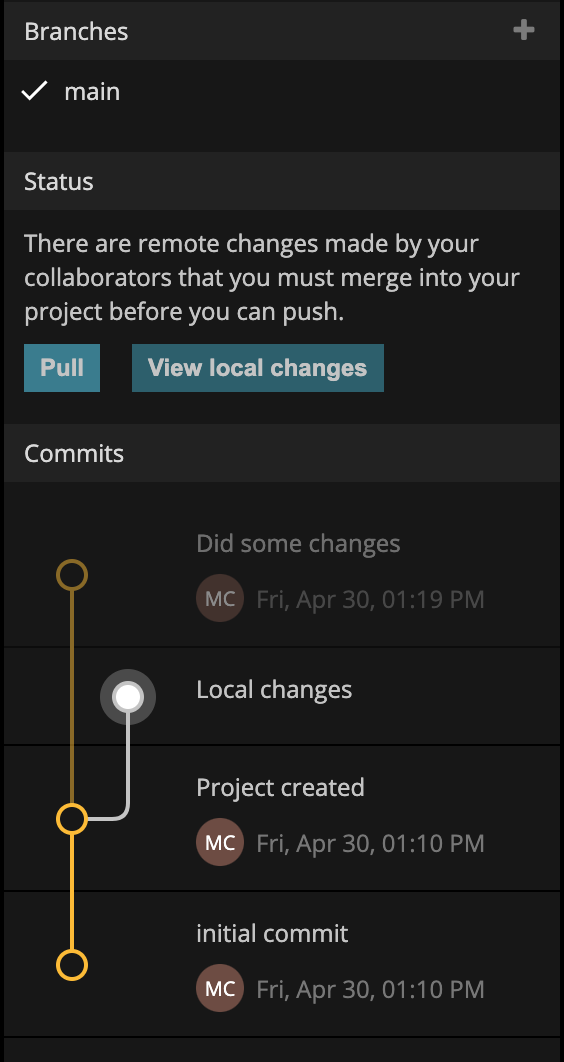 Branches
main
Status
There are remote changes made by your
collaborators that you must merge into your
project before you can push.
Pull View local changes
Commits
Did some changes
MC Fri, Apr 30, 01:19 PM
Local changes
Project created
MC Fri, Apr 30, 01:10 PM
initial commit
MC Fri, Apr 30, 01:10 PM